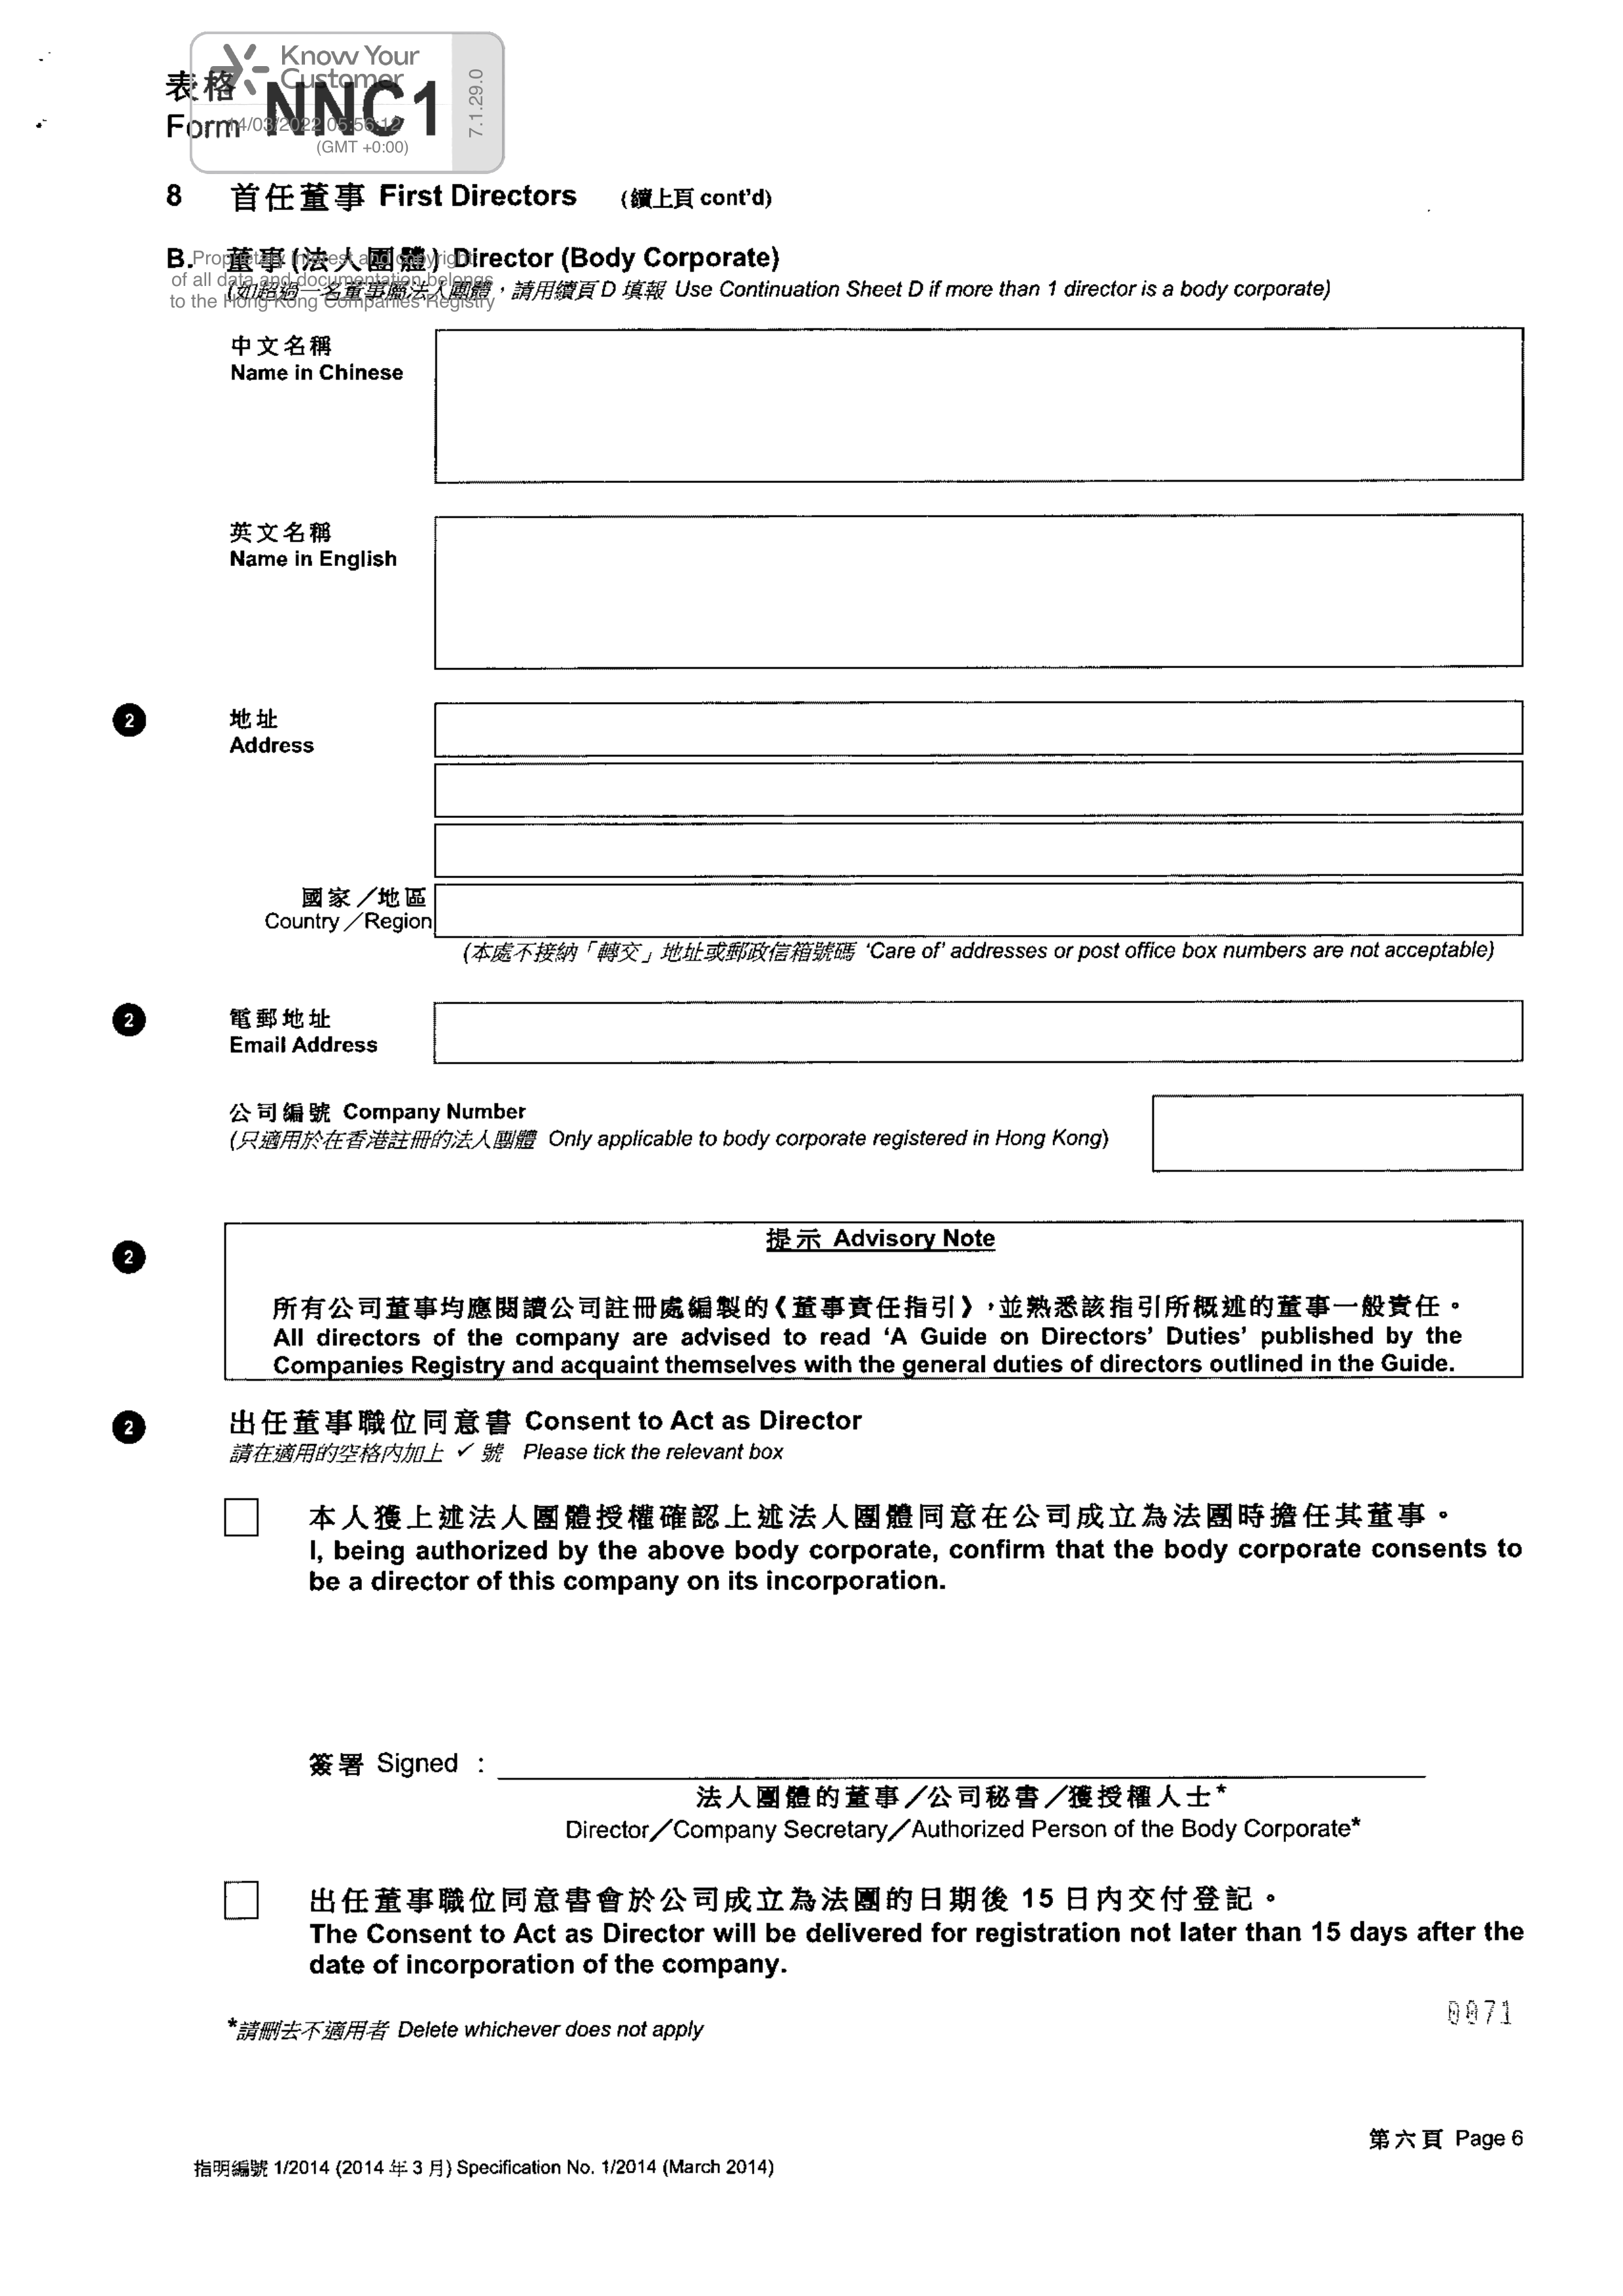 Know Your
Customer
14/03/2022 05:56:12
(GMT +0:00)
7.1.29.0
表格
Form NNC1
8 首任董事 First Directors (續上頁 cont'd)
B. 董事(法人團體) Director (Body Corporate)
(如超過一名董事屬法人團體，請用續頁 D 填報 Use Continuation Sheet D if more than 1 director is a body corporate)
Proprietary interest and copyright
of all data and documentation belongs
to the Hong Kong Companies Registry
中文名稱
Name in Chinese
英文名稱
Name in English
2 地址
Address
國家／地區
Country／Region
(本處不接納「轉交」地址或郵政信箱號碼 'Care of' addresses or post office box numbers are not acceptable)
2 電郵地址
Email Address
公司編號 Company Number
(只適用於在香港註冊的法人團體 Only applicable to body corporate registered in Hong Kong)
提示 Advisory Note
2
所有公司董事均應閱讀公司註冊處編製的《董事責任指引》，並熟悉該指引所概述的董事一般責任。
All directors of the company are advised to read 'A Guide on Directors' Duties' published by the
Companies Registry and acquaint themselves with the general duties of directors outlined in the Guide.
2 出任董事職位同意書 Consent to Act as Director
請在適用的空格內加上 ✓ 號 Please tick the relevant box
本人獲上述法人團體授權確認上述法人團體同意在公司成立為法團時擔任其董事。
I, being authorized by the above body corporate, confirm that the body corporate consents to
be a director of this company on its incorporation.
簽署 Signed :
法人團體的董事／公司秘書／獲授權人士*
Director／Company Secretary／Authorized Person of the Body Corporate*
出任董事職位同意書會於公司成立為法團的日期後 15 日內交付登記。
The Consent to Act as Director will be delivered for registration not later than 15 days after the
date of incorporation of the company.
*請刪去不適用者 Delete whichever does not apply
0071
第六頁 Page 6
指明編號 1/2014 (2014 年 3 月) Specification No. 1/2014 (March 2014)